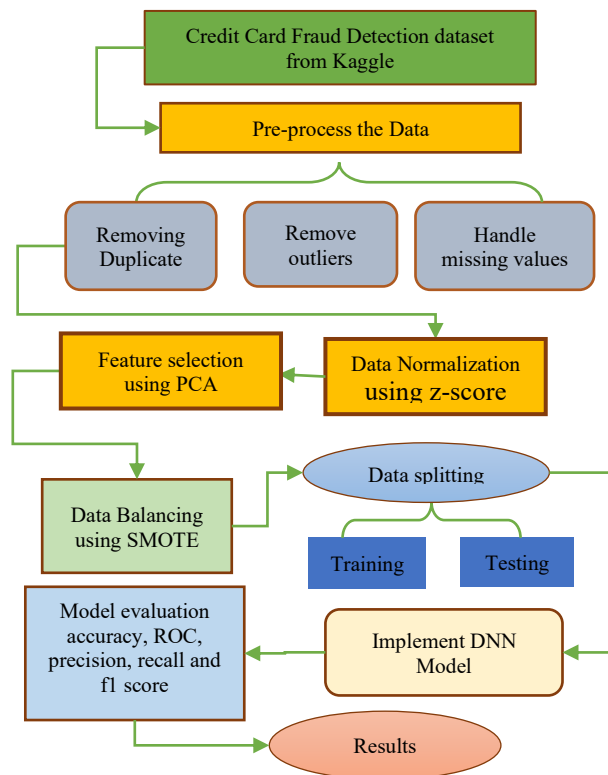 Credit Card Fraud Detection dataset
from Kaggle
Pre-process the Data
Removing
Duplicate
Remove
outliers
Handle
missing values
Data Normalization
using z-score
Feature selection
using PCA
Data Balancing
using SMOTE
Data splitting
Training
Testing
Implement DNN
Model
Model evaluation
accuracy, ROC,
precision, recall and
f1 score
Results